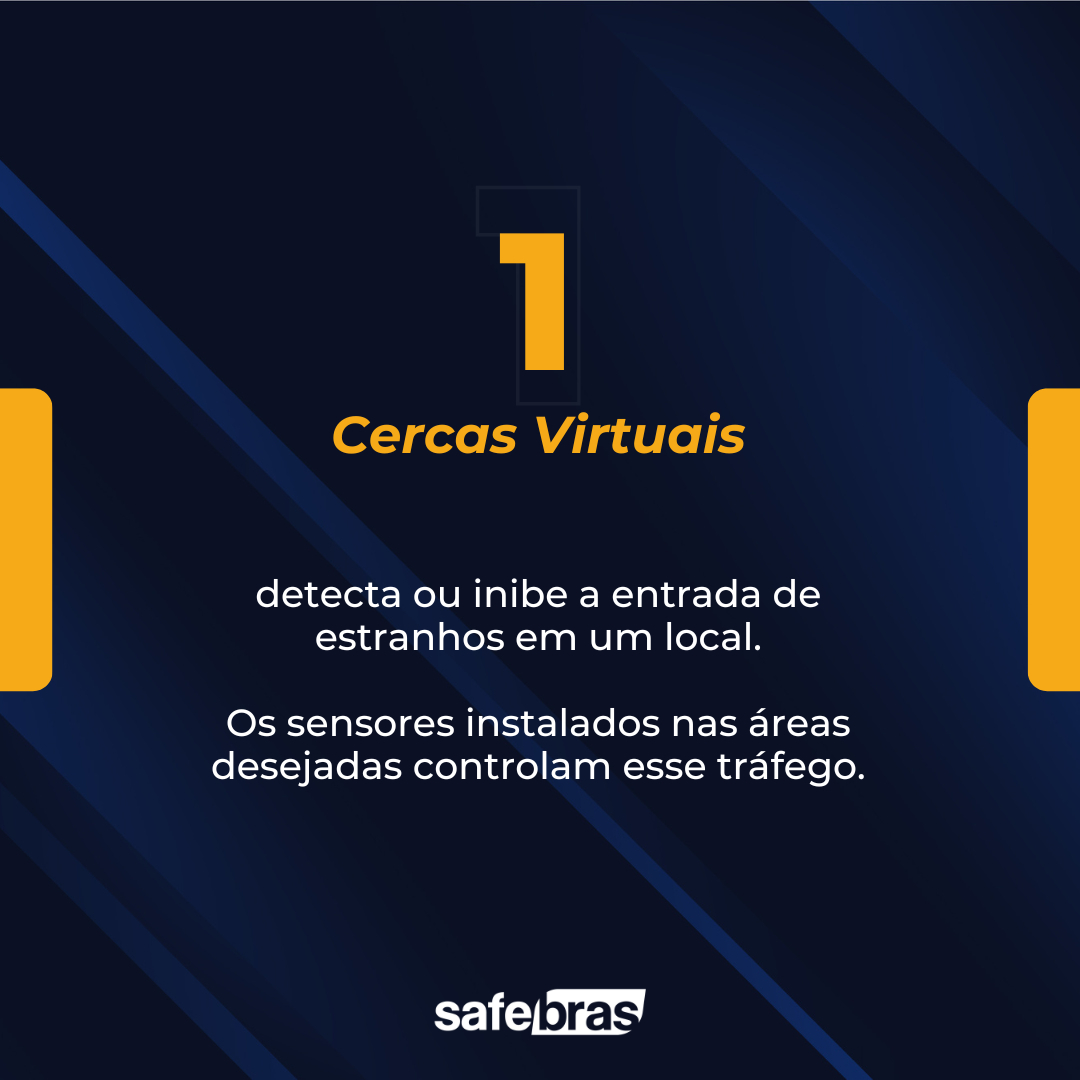 1
Cercas Virtuais
detecta ou inibe a entrada de
estranhos em um local.
Os sensores instalados nas áreas
desejadas controlam esse tráfego.
safebras